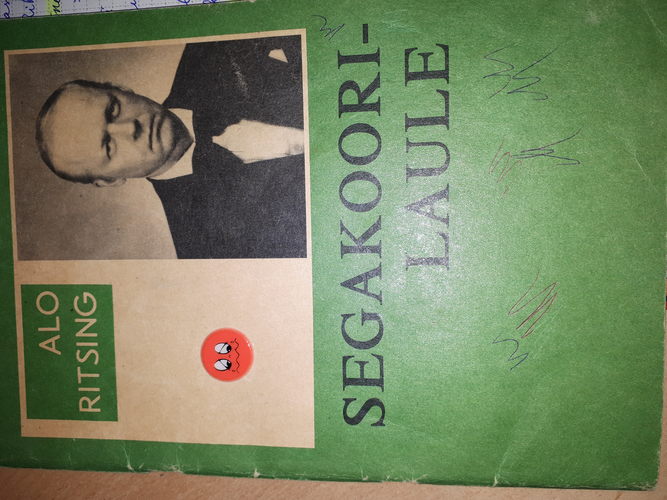 ALO
RITSING
SEGAKOORI-
LAULE